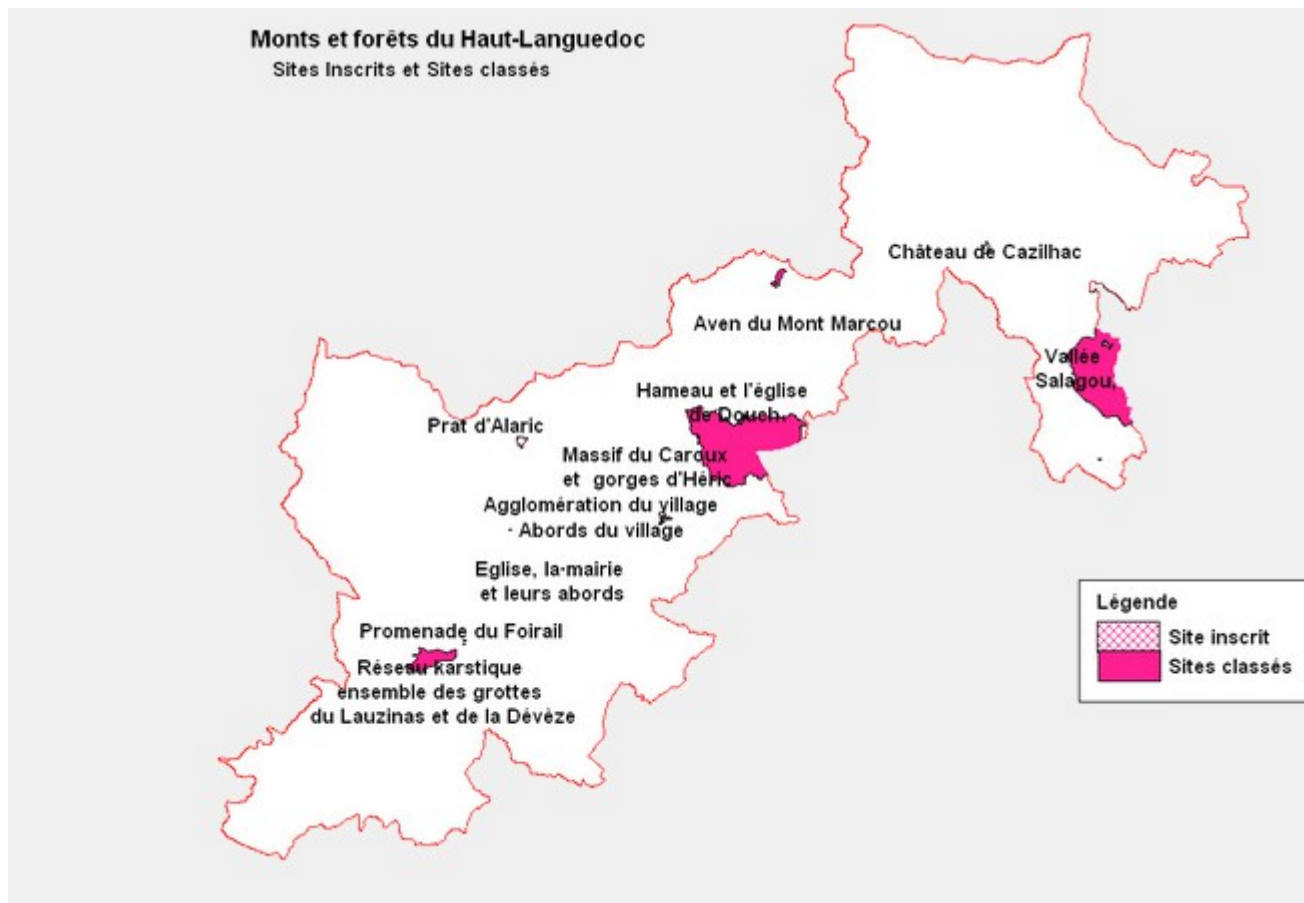 Monts et forêts du Haut-Languedoc
Sites Inscrits et Sites classés
Château de Cazilhac
Aven du Mont Marcou
Vallée
Salagou,
Hameau et l'église
de Douch.
Prat d'Alaric
Massif du Caroux
et gorges d'Héric
Agglomération du village
- Abords du village
Eglise, la-mairie
et leurs abords
Promenade du Foirail
Réseau karstique
ensemble des grottes
du Lauzinas et de la Dévèze
Légende
Site inscrit
Sites classés